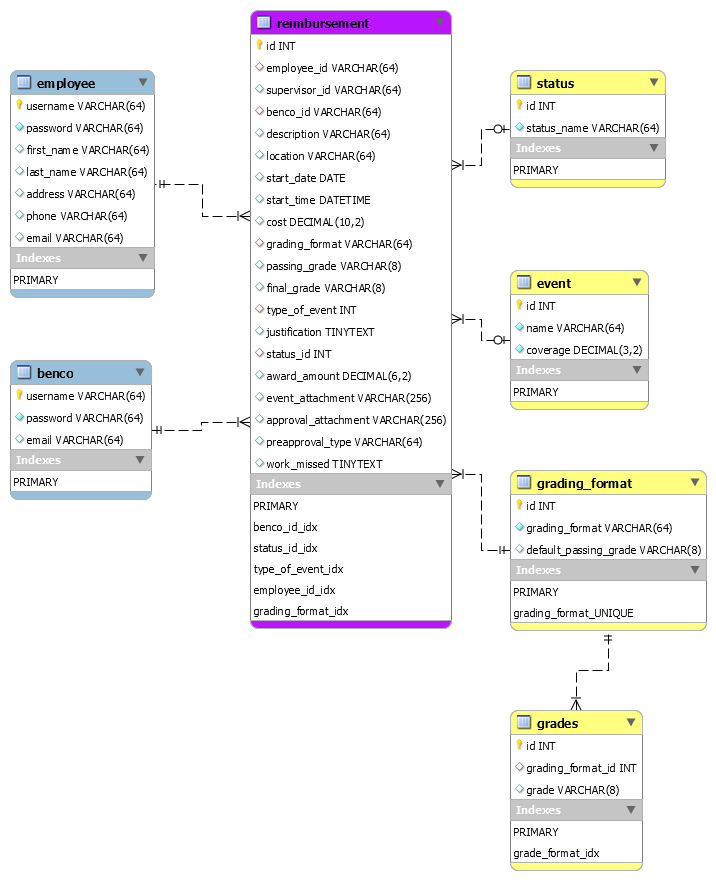 employee
username VARCHAR(64)
password VARCHAR(64)
first_name VARCHAR(64)
last_name VARCHAR(64)
address VARCHAR(64)
phone VARCHAR(64)
email VARCHAR(64)
Indexes
PRIMARY
benco
username VARCHAR(64)
password VARCHAR(64)
email VARCHAR(64)
Indexes
PRIMARY
reimbursement
id INT
employee_id VARCHAR(64)
supervisor_id VARCHAR(64)
benco_id VARCHAR(64)
description VARCHAR(64)
location VARCHAR(64)
start_date DATE
start_time DATETIME
cost DECIMAL(10,2)
grading_format VARCHAR(64)
passing_grade VARCHAR(8)
final_grade VARCHAR(8)
type_of_event INT
justification TINYTEXT
status_id INT
award_amount DECIMAL(6,2)
event_attachment VARCHAR(256)
approval_attachment VARCHAR(256)
preapproval_type VARCHAR(64)
work_missed TINYTEXT
Indexes
PRIMARY
benco_id_idx
status_id_idx
type_of_event_idx
employee_id_idx
grading_format_idx
status
id INT
status_name VARCHAR(64)
Indexes
PRIMARY
event
id INT
name VARCHAR(64)
coverage DECIMAL(3,2)
Indexes
PRIMARY
grading_format
id INT
grading_format VARCHAR(64)
default_passing_grade VARCHAR(8)
Indexes
PRIMARY
grading_format_UNIQUE
grades
id INT
grading_format_id INT
grade VARCHAR(8)
Indexes
PRIMARY
grade_format_idx